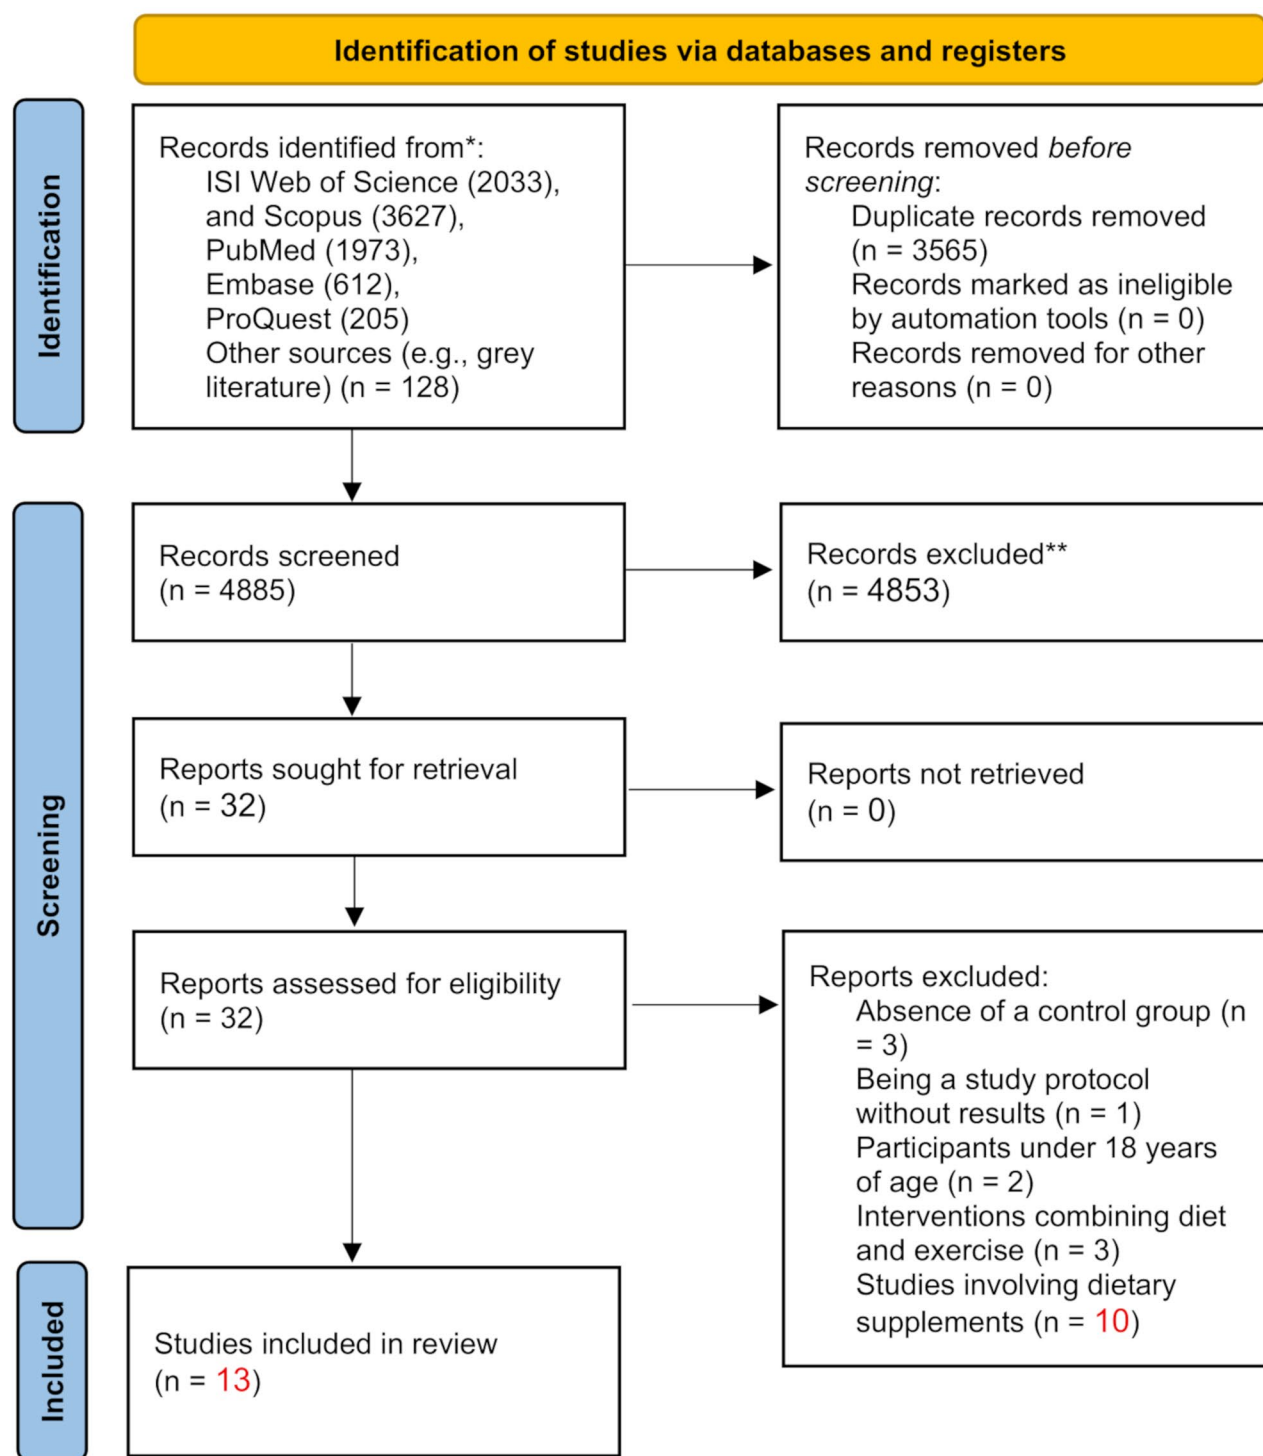 Identification of studies via databases and registers
Identification
Records identified from*:
ISI Web of Science (2033),
and Scopus (3627),
PubMed (1973),
Embase (612),
ProQuest (205)
Other sources (e.g., grey
literature) (n = 128)
Records removed before
screening:
Duplicate records removed
(n = 3565)
Records marked as ineligible
by automation tools (n = 0)
Records removed for other
reasons (n = 0)
Screening
Records screened
(n = 4885)
Records excluded**
(n = 4853)
Reports sought for retrieval
(n = 32)
Reports not retrieved
(n = 0)
Reports assessed for eligibility
(n = 32)
Reports excluded:
Absence of a control group (n
= 3)
Being a study protocol
without results (n = 1)
Participants under 18 years
of age (n = 2)
Interventions combining diet
and exercise (n = 3)
Studies involving dietary
supplements (n = 10)
Included
Studies included in review
(n = 13)